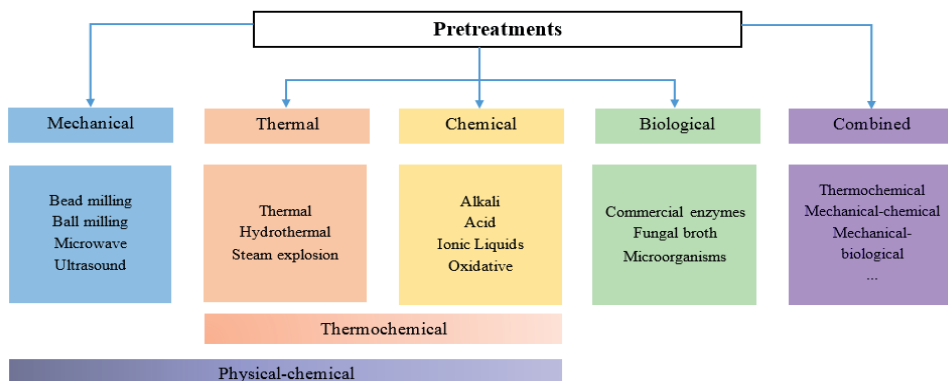 Pretreatments
Mechanical
Thermal
Chemical
Biological
Combined
Bead milling
Ball milling
Microwave
Ultrasound
Thermal
Hydrothermal
Steam explosion
Alkali
Acid
Ionic Liquids
Oxidative
Commercial enzymes
Fungal broth
Microorganisms
Thermochemical
Mechanical-chemical
Mechanical-
biological
...
Thermochemical
Physical-chemical